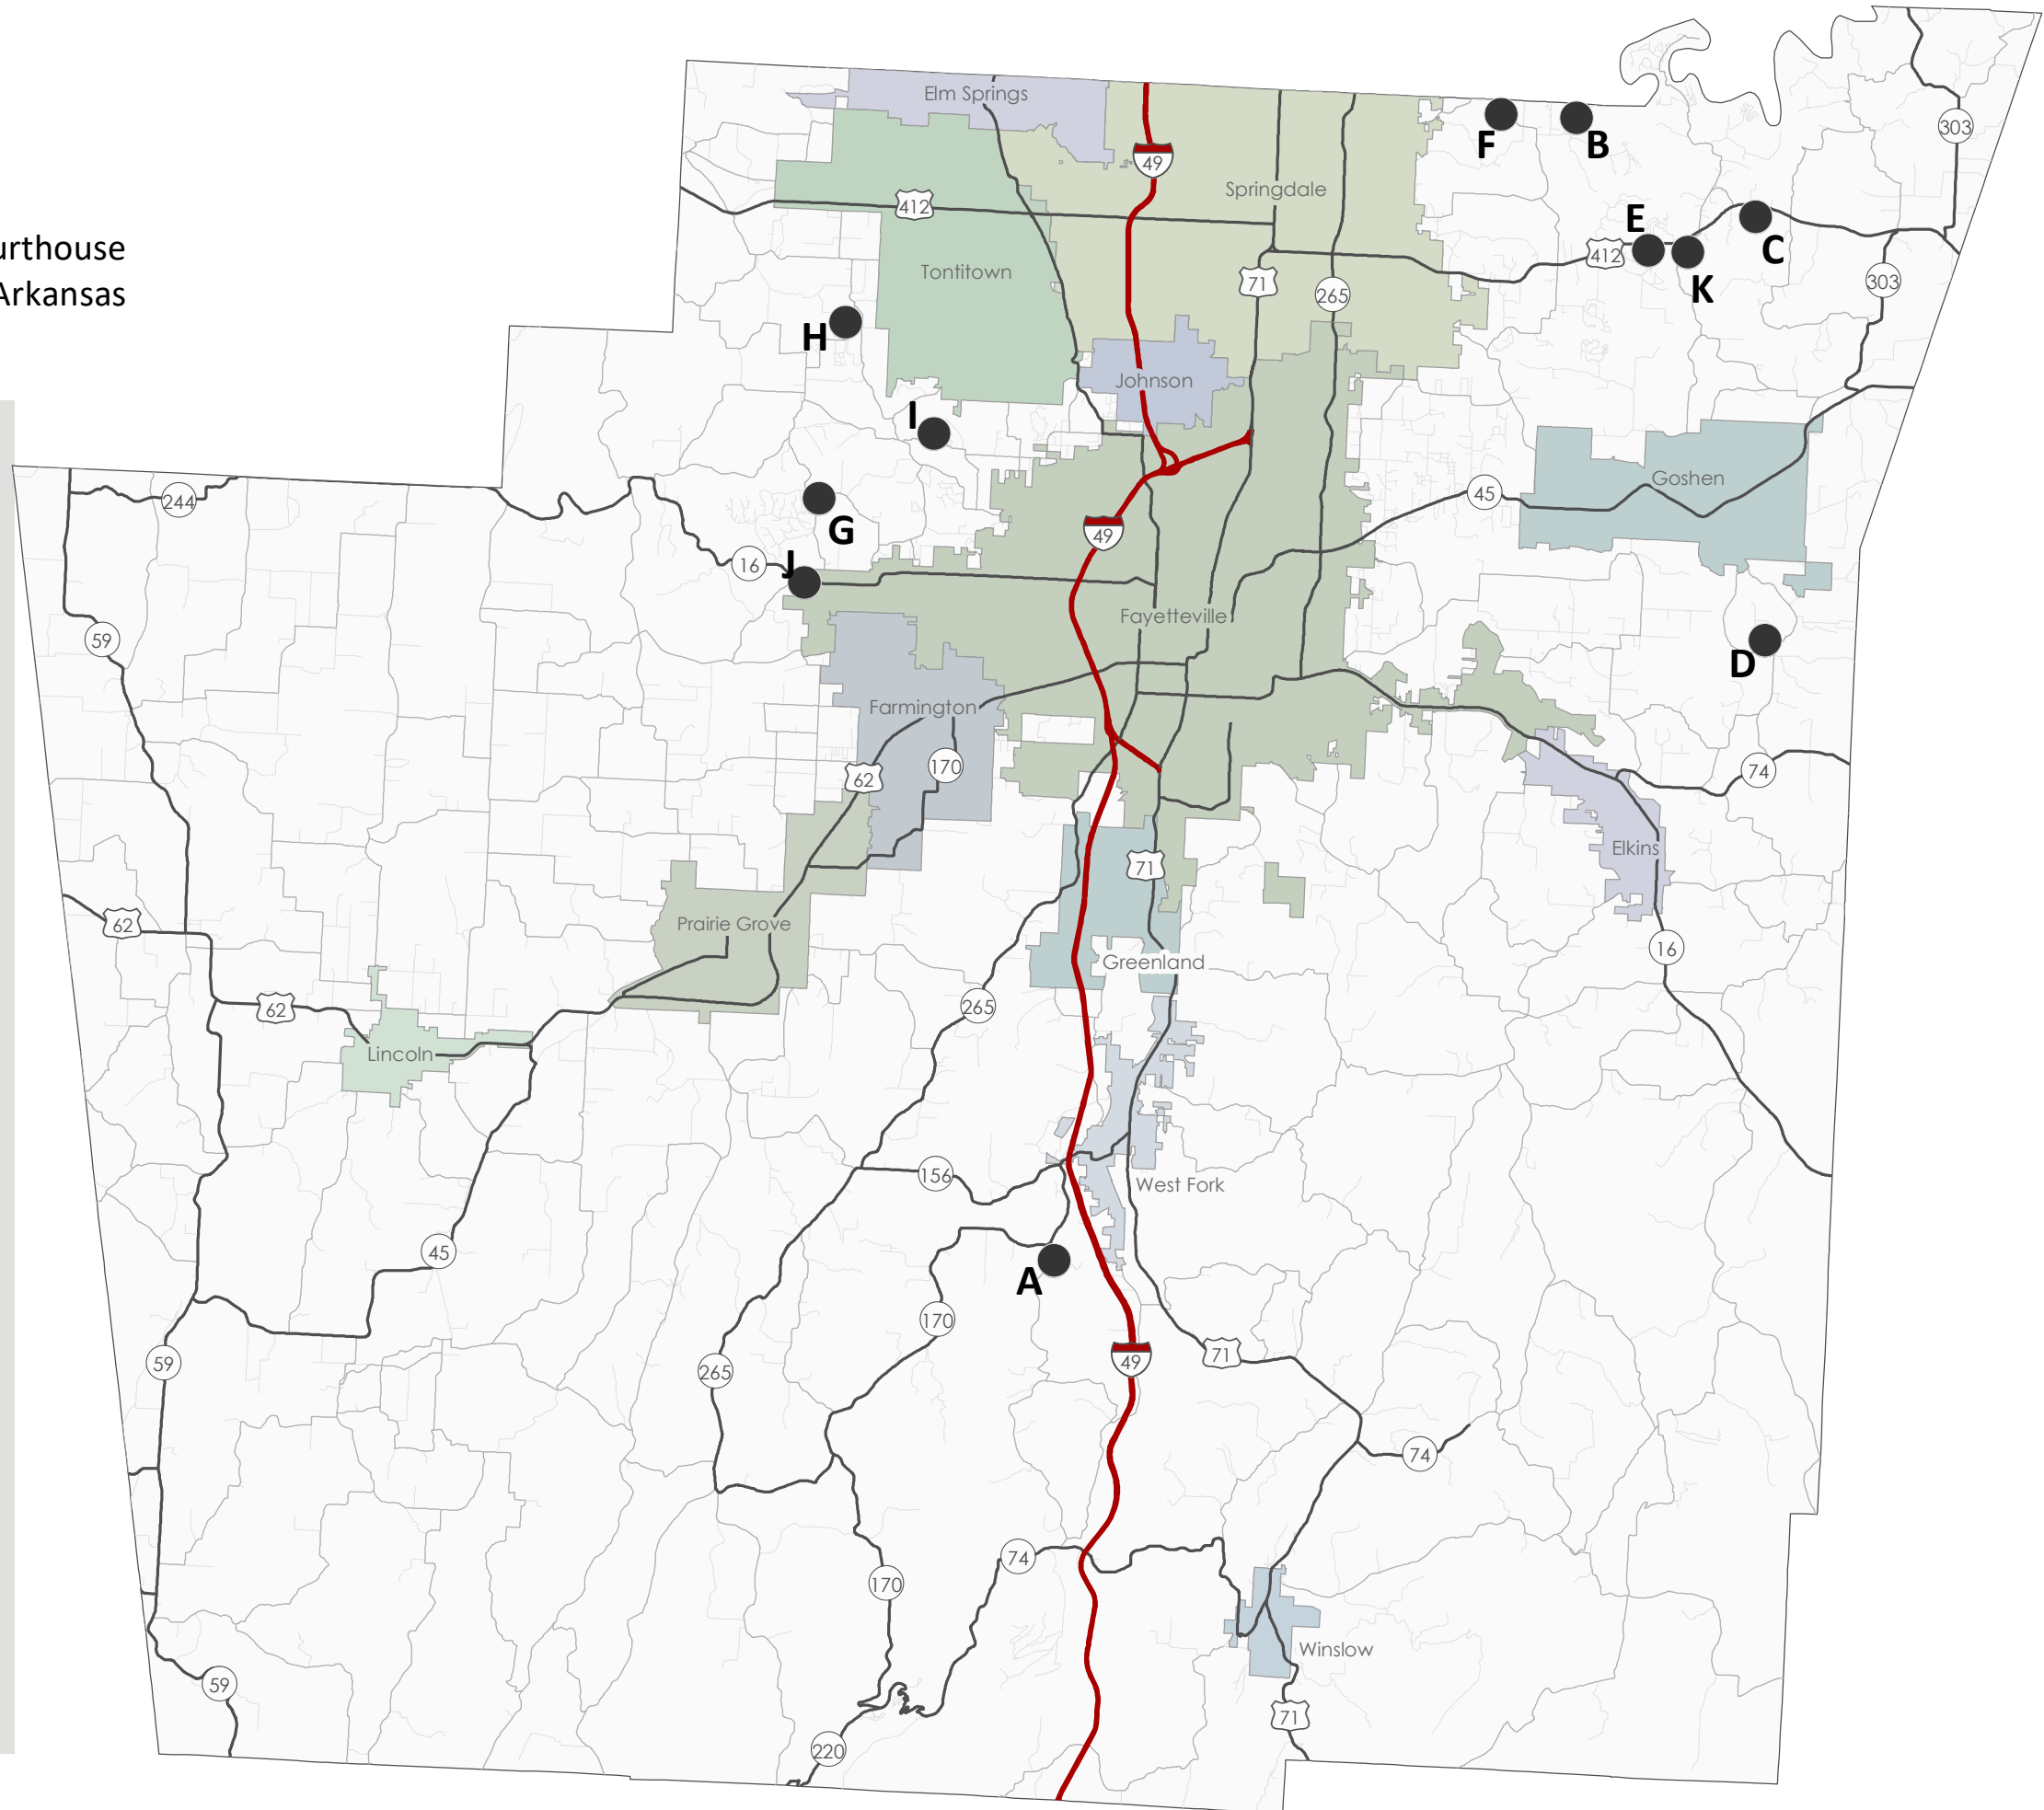 Elm Springs
303
F
B
49
Springdale
412
urthouse
E
C
412
Arkansas
Tontitown
71
265
303
K
H
Johnson
I
Goshen
45
244
G
49
J
16
Fayetteville
59
D
Farmington
170
62
74
Elkins
71
62
Prairie Grove
16
Greenland
62
265
Lincoln
156
West Fork
45
A
170
49
71
59
265
74
74
170
Winslow
59
71
220